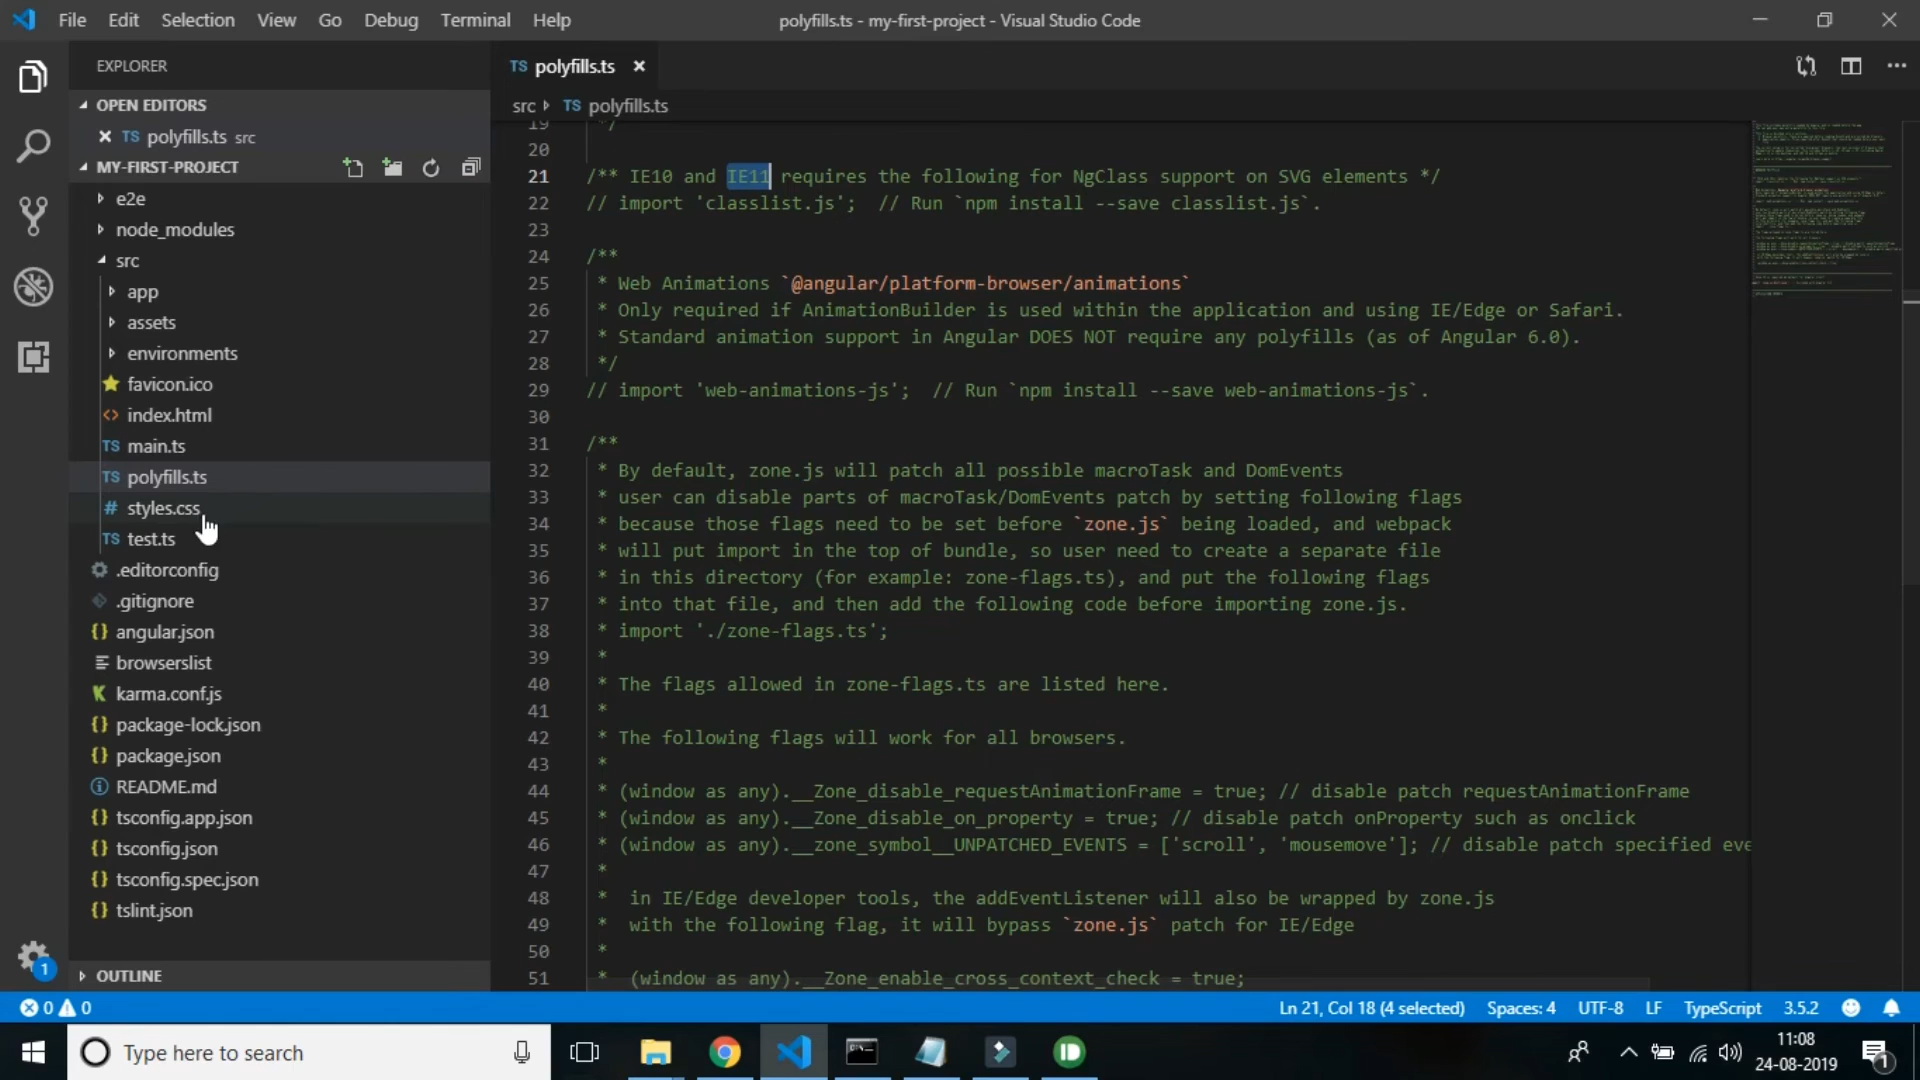 File Edit Selection View Go Debug Terminal Help
polyfills.ts - my-first-project - Visual Studio Code
EXPLORER
OPEN EDITORS
TS polyfills.ts src
MY-FIRST-PROJECT
e2e
node_modules
src
app
assets
environments
favicon.ico
<> index.html
TS main.ts
TS polyfills.ts
# styles.css
TS test.ts
.editorconfig
.gitignore
{} angular.json
browserslist
K karma.conf.js
{} package-lock.json
{} package.json
README.md
{} tsconfig.app.json
{} tsconfig.json
{} tsconfig.spec.json
{} tslint.json
OUTLINE
TS polyfills.ts
src TS polyfills.ts
19 */
20
21 /** IE10 and IE11 requires the following for NgClass support on SVG elements */
22 // import 'classlist.js'; // Run `npm install --save classlist.js`.
23
24 /**
25 * Web Animations `@angular/platform-browser/animations`
26 * Only required if AnimationBuilder is used within the application and using IE/Edge or Safari.
27 * Standard animation support in Angular DOES NOT require any polyfills (as of Angular 6.0).
28 */
29 // import 'web-animations-js'; // Run `npm install --save web-animations-js`.
30
31 /**
32 * By default, zone.js will patch all possible macroTask and DomEvents
33 * user can disable parts of macroTask/DomEvents patch by setting following flags
34 * because those flags need to be set before `zone.js` being loaded, and webpack
35 * will put import in the top of bundle, so user need to create a separate file
36 * in this directory (for example: zone-flags.ts), and put the following flags
37 * into that file, and then add the following code before importing zone.js.
38 * import './zone-flags.ts';
39 *
40 * The flags allowed in zone-flags.ts are listed here.
41 *
42 * The following flags will work for all browsers.
43 *
44 * (window as any).__Zone_disable_requestAnimationFrame = true; // disable patch requestAnimationFrame
45 * (window as any).__Zone_disable_on_property = true; // disable patch onProperty such as onclick
46 * (window as any).__zone_symbol__UNPATCHED_EVENTS = ['scroll', 'mousemove']; // disable patch specified eve
47 *
48 * in IE/Edge developer tools, the addEventListener will also be wrapped by zone.js
49 * with the following flag, it will bypass `zone.js` patch for IE/Edge
50 *
51 * (window as any).__Zone_enable_cross_context_check = true;
1
0 0
Ln 21, Col 18 (4 selected) Spaces: 4 UTF-8 LF TypeScript 3.5.2
Type here to search
11:08
24-08-2019
1